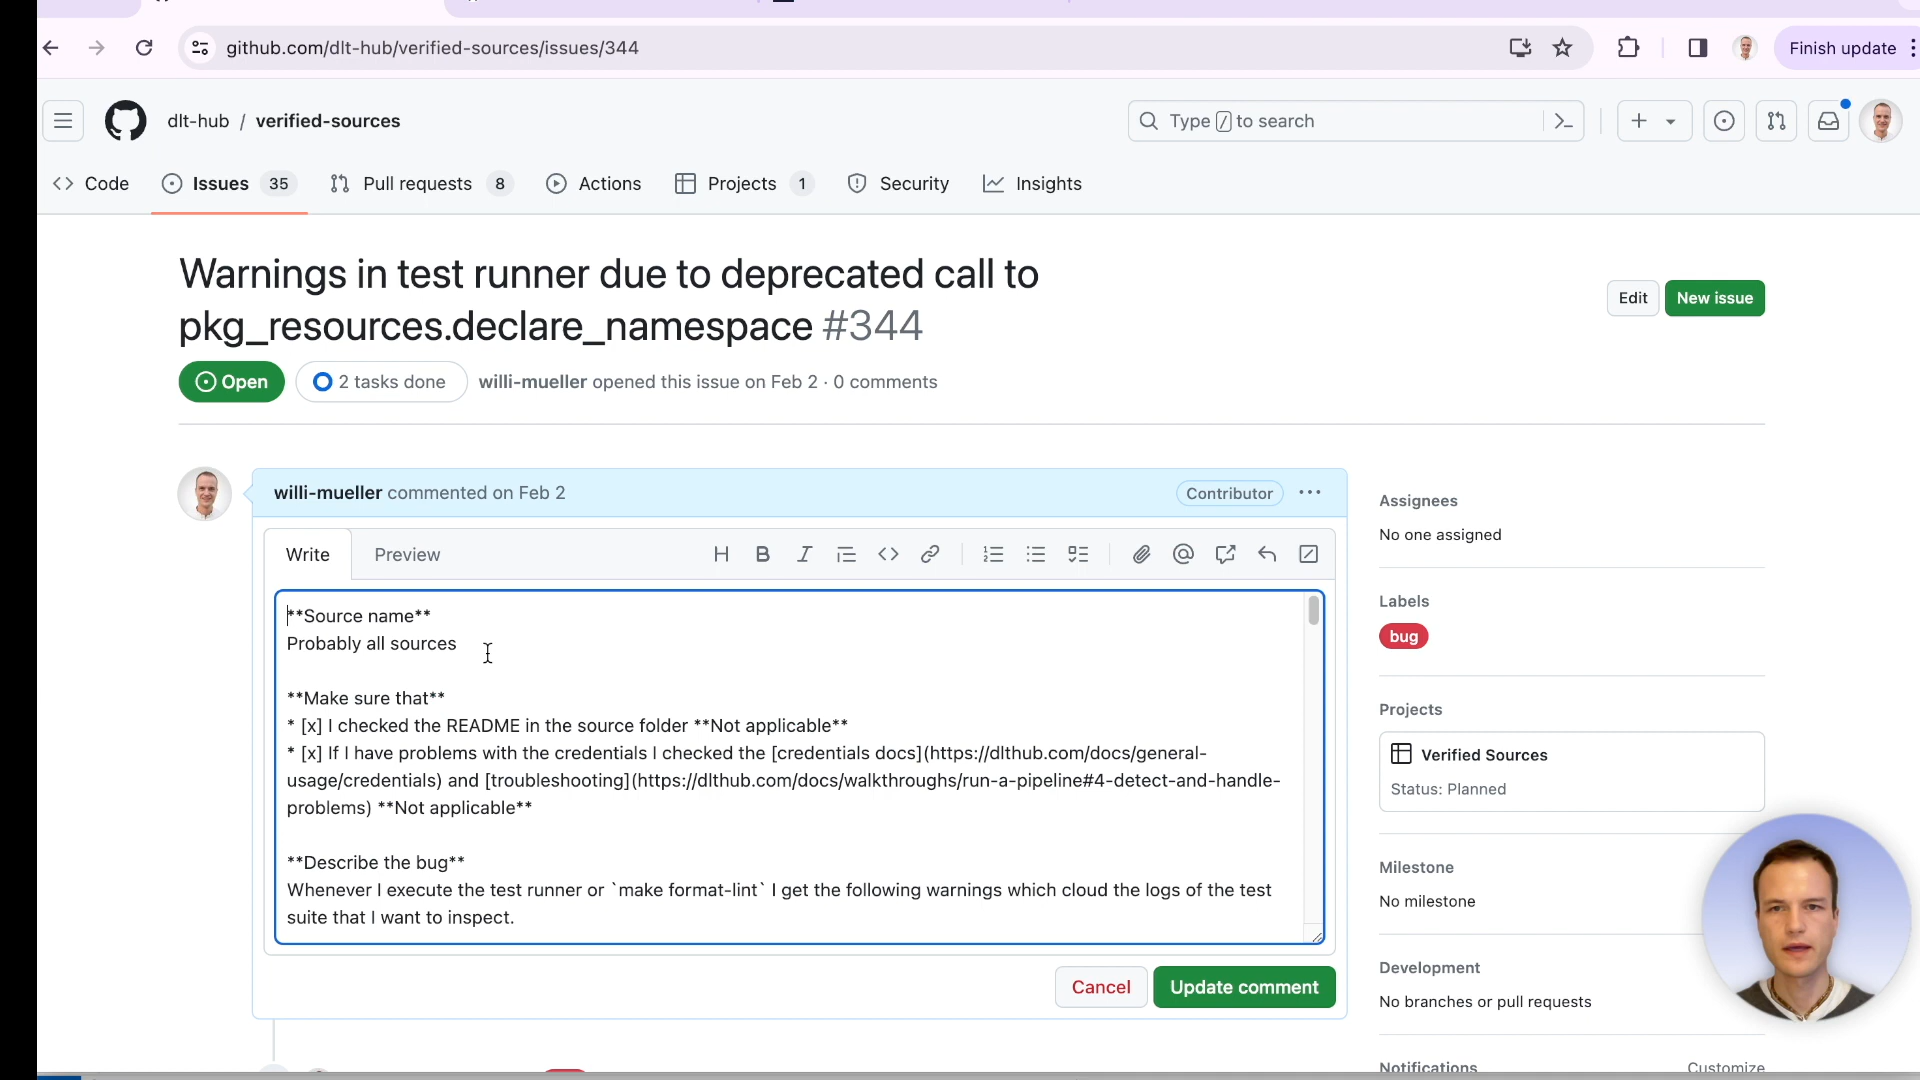 github.com/dlt-hub/verified-sources/issues/344
Finish update
dlt-hub / verified-sources
Type / to search
Code
Issues 35
Pull requests 8
Actions
Projects 1
Security
Insights
Warnings in test runner due to deprecated call to
pkg_resources.declare_namespace #344
Edit
New issue
Open
2 tasks done
willi-mueller opened this issue on Feb 2 · 0 comments
willi-mueller commented on Feb 2
Contributor
Write
Preview
**Source name**
Probably all sources
**Make sure that**
* [x] I checked the README in the source folder **Not applicable**
* [x] If I have problems with the credentials I checked the [credentials docs](https://dlthub.com/docs/general-
usage/credentials) and [troubleshooting](https://dlthub.com/docs/walkthroughs/run-a-pipeline#4-detect-and-handle-
problems) **Not applicable**
**Describe the bug**
Whenever I execute the test runner or `make format-lint` I get the following warnings which cloud the logs of the test
suite that I want to inspect.
Cancel
Update comment
Assignees
No one assigned
Labels
bug
Projects
Verified Sources
Status: Planned
Milestone
No milestone
Development
No branches or pull requests
Notifications
Customize